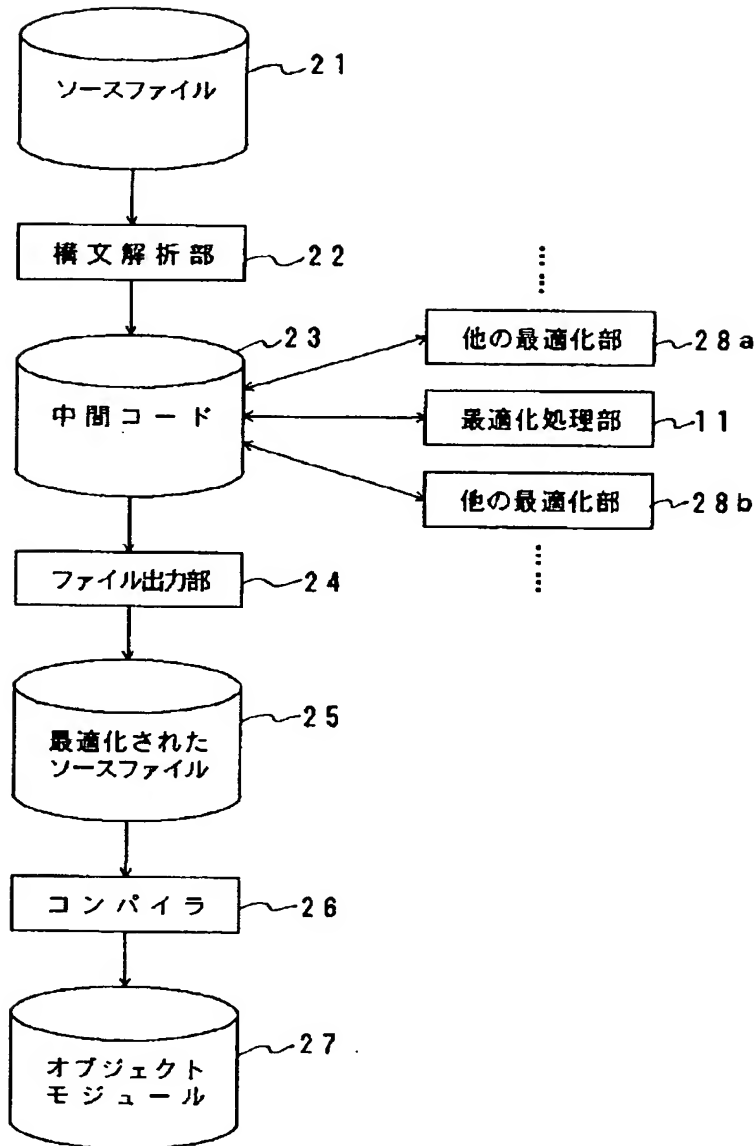 ソースファイル
21
構文解析部
22
23
中間コード
他の最適化部
28a
最適化処理部
11
他の最適化部
28b
ファイル出力部
24
最適化された
ソースファイル
25
コンパイラ
26
オブジェクト
モジュール
27